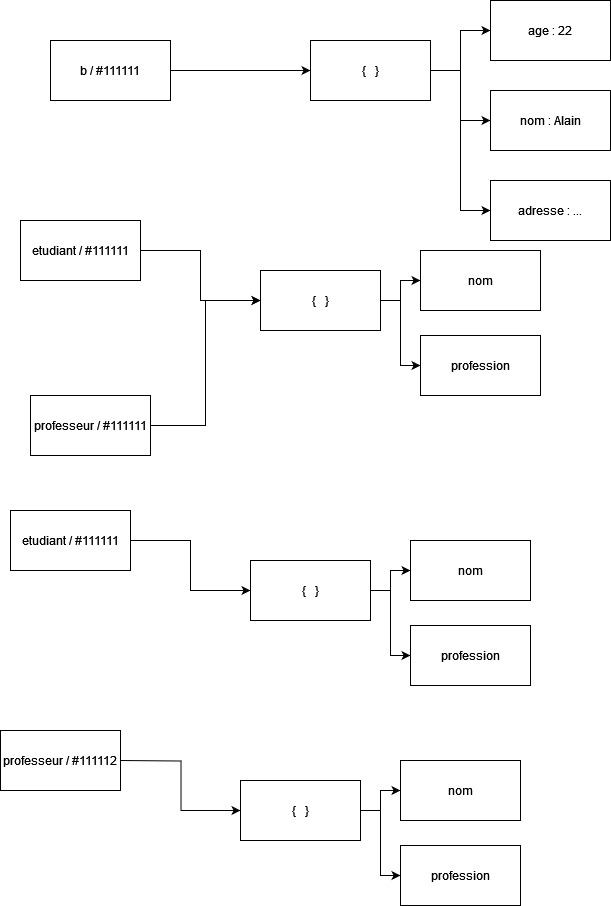 age : 22
b / #111111
{ }
nom : Alain
adresse : ...
etudiant / #111111
{ }
nom
profession
professeur / #111111
etudiant / #111111
{ }
nom
profession
professeur / #111112
{ }
nom
profession